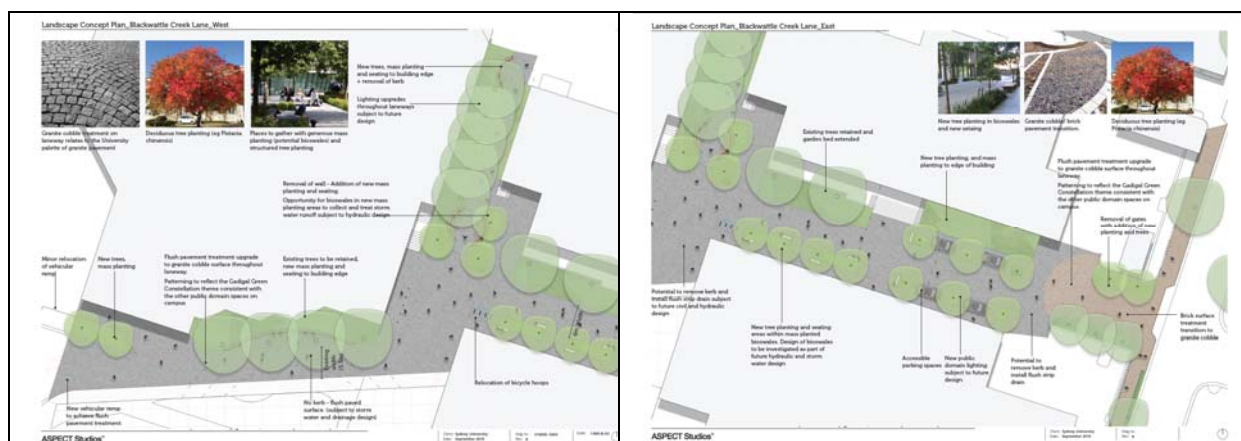 Landscape Concept Plan_Blackwattle Creek Lane_West
Granite cobble treatment on
laneway relates to the University
palette of granite pavement
Deciduous tree planting (eg Pistacia
chinensis)
Places to gather with generous mass
planting (potential bioswales) and
structured tree planting
New trees, mass planting
and seating to building edge
+ removal of kerb
Lighting upgrades
throughout laneways
subject to future
design
Removal of wall - Addition of new mass
planting and seating
Opportunity for bioswales in new mass
planting areas to collect and treat storm
water runoff subject to hydraulic design
Minor relocation
of vehicular
ramp
New trees,
mass planting
Flush pavement treatment upgrade
to granite cobble surface throughout
laneway.
Patterning to reflect the Gadigal Green
Constellation theme consistent with
the other public domain spaces on
campus
Existing trees to be retained,
new mass planting and
seating to building edge
Relocation of bicycle hoops
New vehicular ramp
to achieve flush
pavement treatment
No kerb - flush paved
surface (subject to storm
water and drainage design)
ASPECT Studios
Landscape Concept Plan_Blackwattle Creek Lane_East
New tree planting in bioswales
and new seating
Granite cobble/ brick
pavement transition.
Deciduous tree planting (eg
Pistacia chinensis)
Existing trees retained and
garden bed extended
New tree planting, and mass
planting to edge of building
Flush pavement treatment upgrade
to granite cobble surface throughout
laneway.
Patterning to reflect the Gadigal Green
Constellation theme consistent with
the other public domain spaces on
campus
Removal of gates
with addition of new
planting and trees
Potential to remove kerb and
install flush strip drain subject
to future civil and hydraulic
design
New tree planting and seating
areas within mass planted
bioswales. Design of bioswales
to be investigated as part of
future hydraulic and storm
water design
Accessible
parking spaces
New public
domain lighting
subject to future
design
Potential to
remove kerb and
install flush strip
drain
Brick surface
treatment
transition to
granite cobble
ASPECT Studios